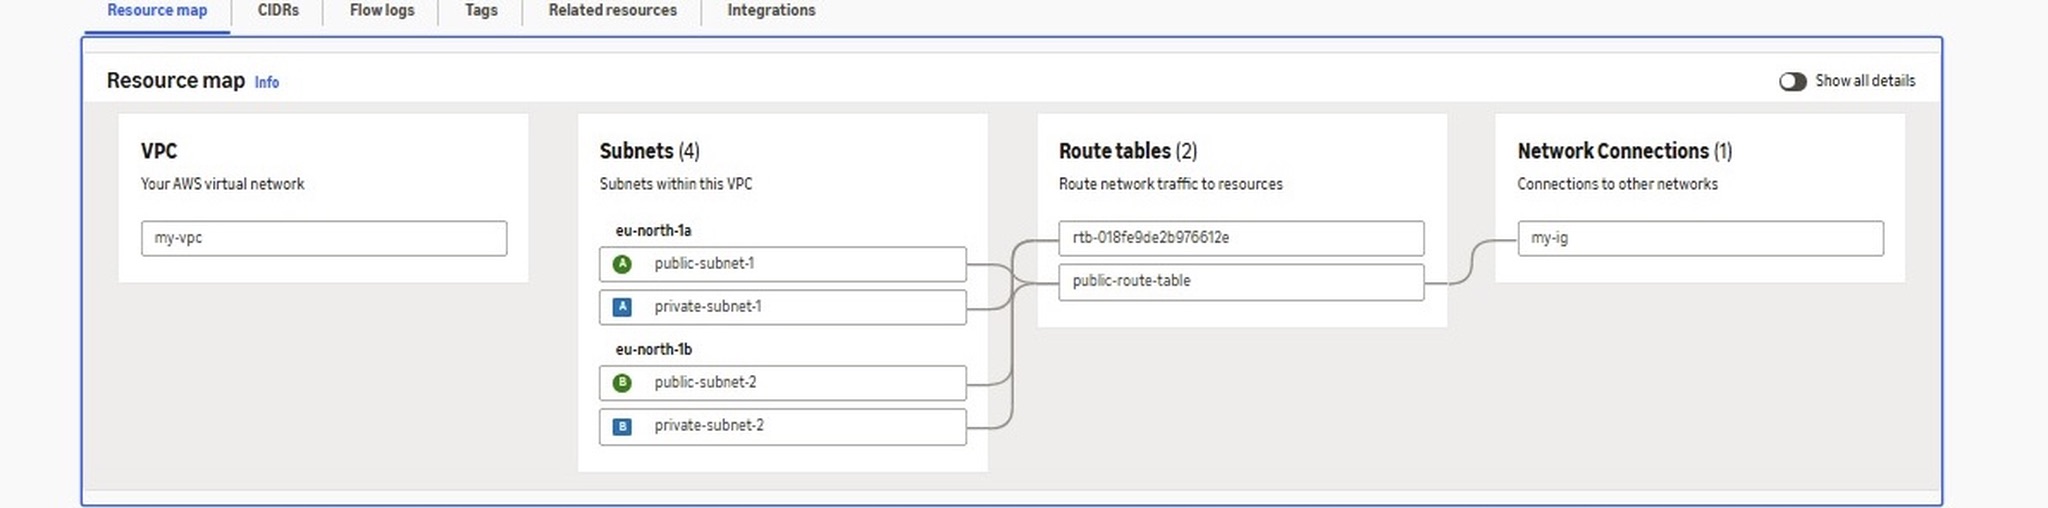 Resource map
CIDRs
Flow logs
Tags
Related resources
Integrations
Resource map Info
Show all details
VPC
Your AWS virtual network
my-vpc
Subnets (4)
Subnets within this VPC
eu-north-1a
A public-subnet-1
A private-subnet-1
eu-north-1b
B public-subnet-2
B private-subnet-2
Route tables (2)
Route network traffic to resources
rtb-018fe9de2b976612e
public-route-table
Network Connections (1)
Connections to other networks
my-ig